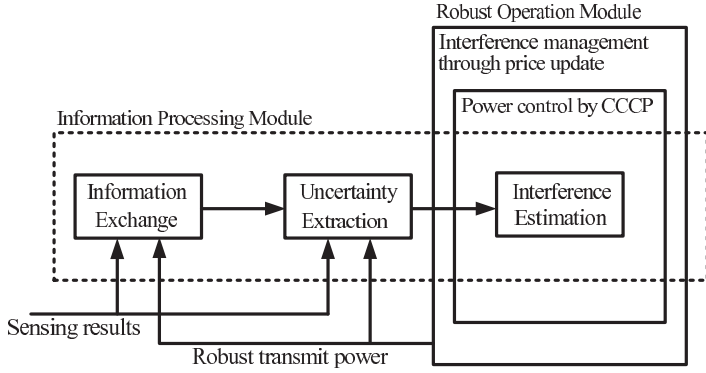 Robust Operation Module
Interference management
through price update
Power control by CCCP
Information Processing Module
Information
Exchange
Uncertainty
Extraction
Interference
Estimation
Sensing results
Robust transmit power